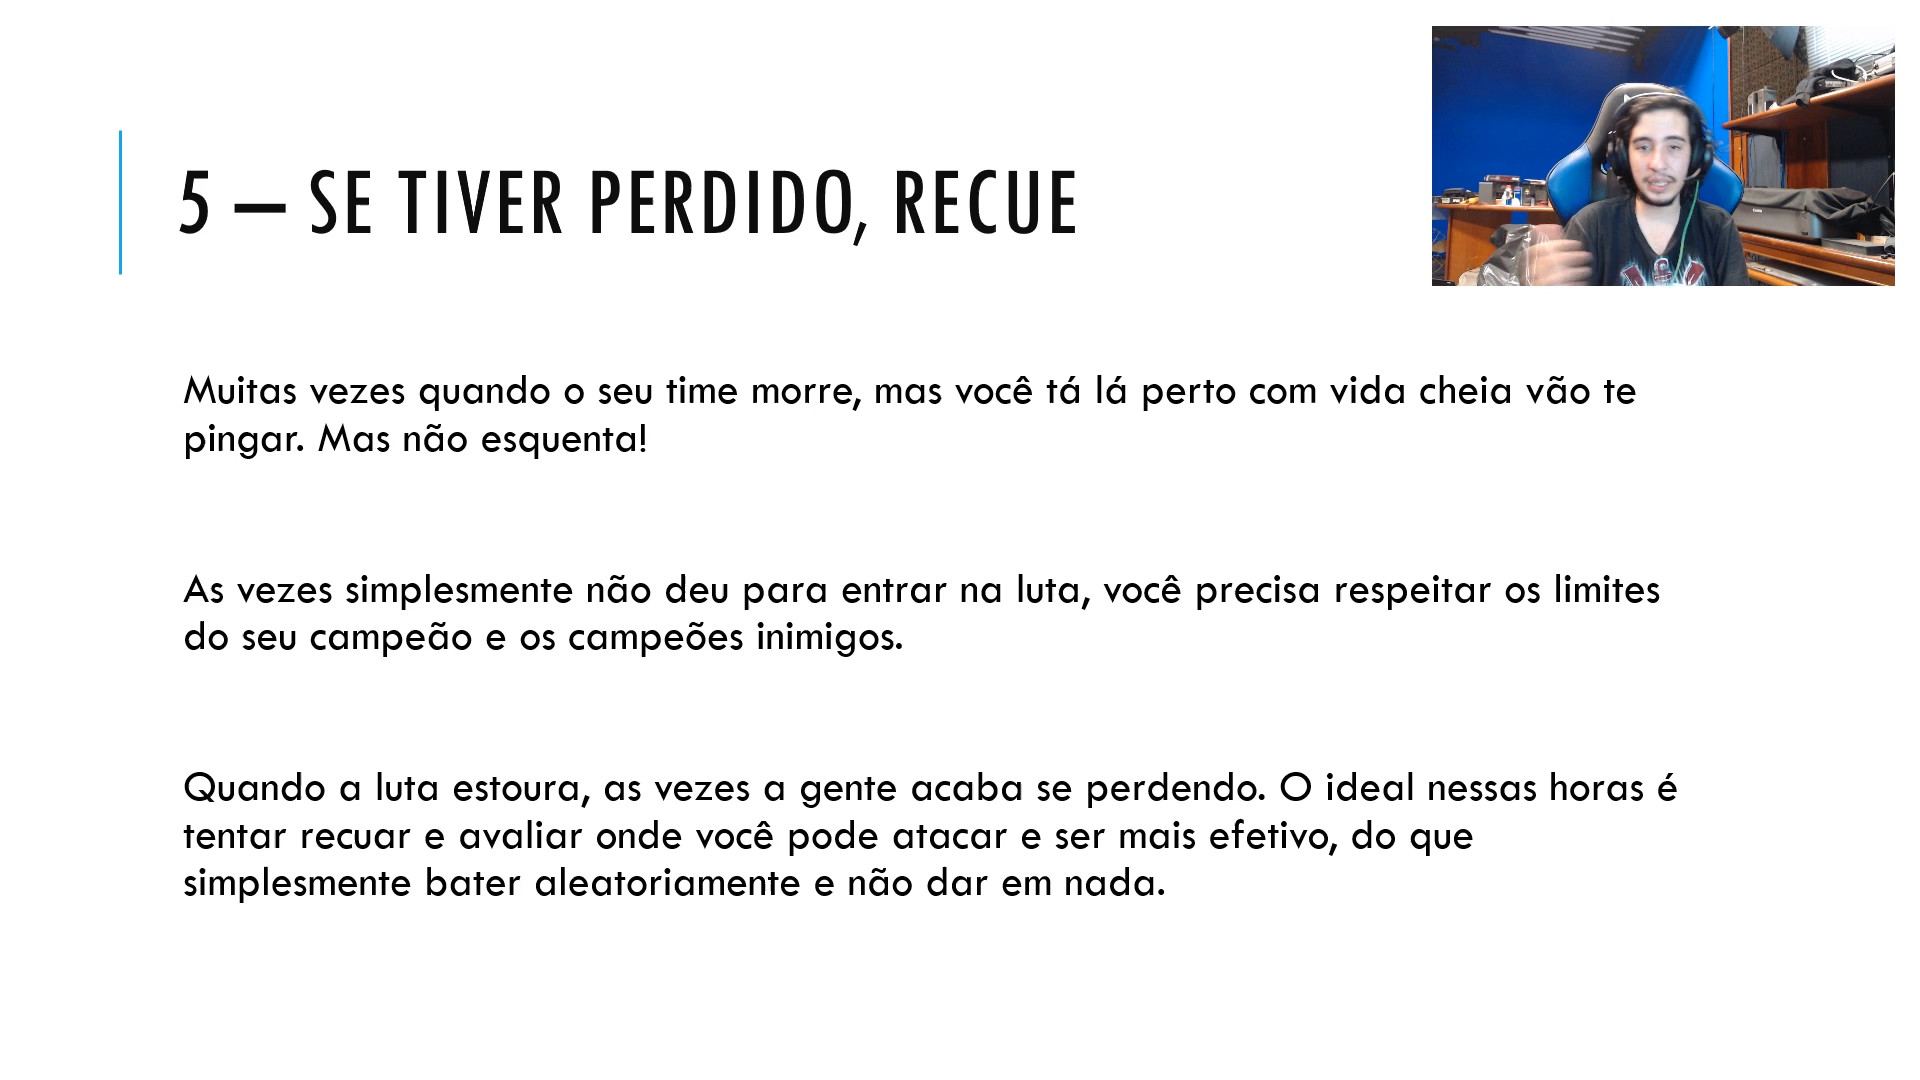 5 – SE TIVER PERDIDO, RECUE
Muitas vezes quando o seu time morre, mas você tá lá perto com vida cheia vão te
pingar. Mas não esquenta!
As vezes simplesmente não deu para entrar na luta, você precisa respeitar os limites
do seu campeão e os campeões inimigos.
Quando a luta estoura, as vezes a gente acaba se perdendo. O ideal nessas horas é
tentar recuar e avaliar onde você pode atacar e ser mais efetivo, do que
simplesmente bater aleatoriamente e não dar em nada.